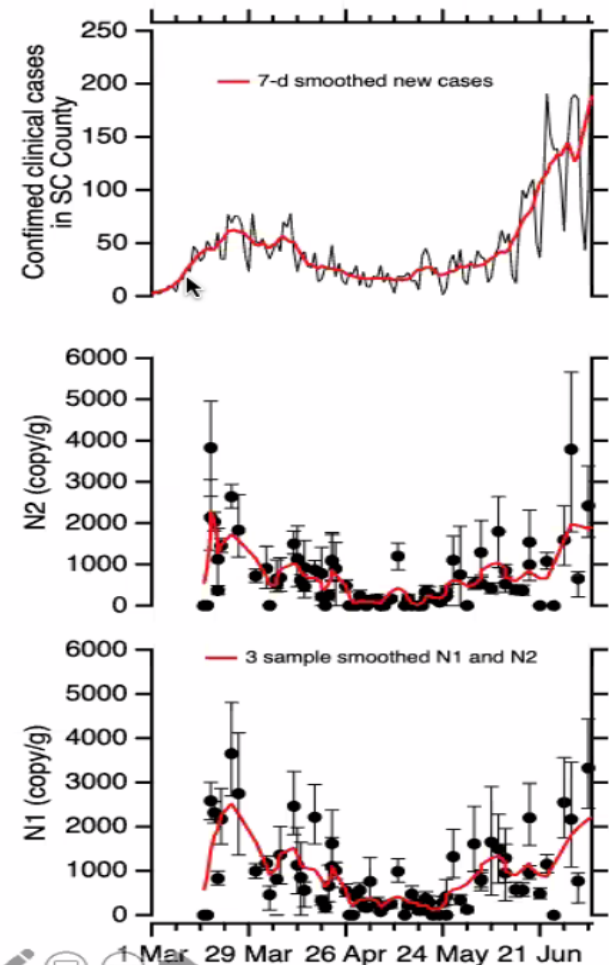 250
200
150
100
50
0
Confimed clinical cases
in SC County
7-d smoothed new cases
6000
5000
4000
3000
2000
1000
0
N2 (copy/g)
6000
5000
4000
3000
2000
1000
0
N1 (copy/g)
3 sample smoothed N1 and N2
1 Mar 29 Mar 26 Apr 24 May 21 Jun